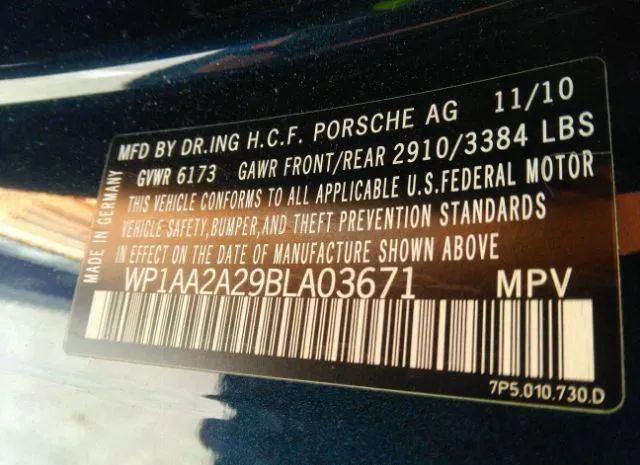 MFD BY DR.ING H.C.F. PORSCHE AG 11/10
GVWR 6173 GAWR FRONT/REAR 2910/3384 LBS
THIS VEHICLE CONFORMS TO ALL APPLICABLE U.S.FEDERAL MOTOR
VEHICLE SAFETY,BUMPER,AND THEFT PREVENTION STANDARDS
IN EFFECT ON THE DATE OF MANUFACTURE SHOWN ABOVE
WP1AA2A29BLA03671 MPV
7P5.010.730.D
MADE IN GERMANY